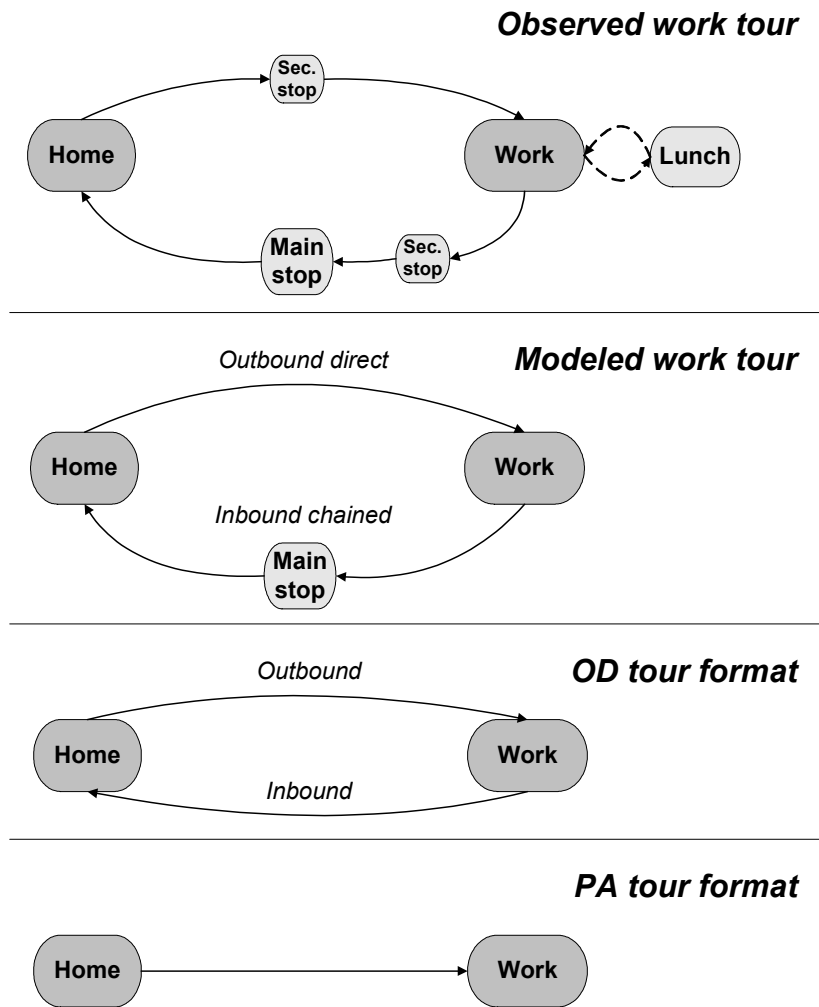 Observed work tour
Sec.
stop
Home
Work
Lunch
Main
stop
Sec.
stop
Modeled work tour
Outbound direct
Home
Work
Inbound chained
Main
stop
OD tour format
Outbound
Home
Work
Inbound
PA tour format
Home
Work